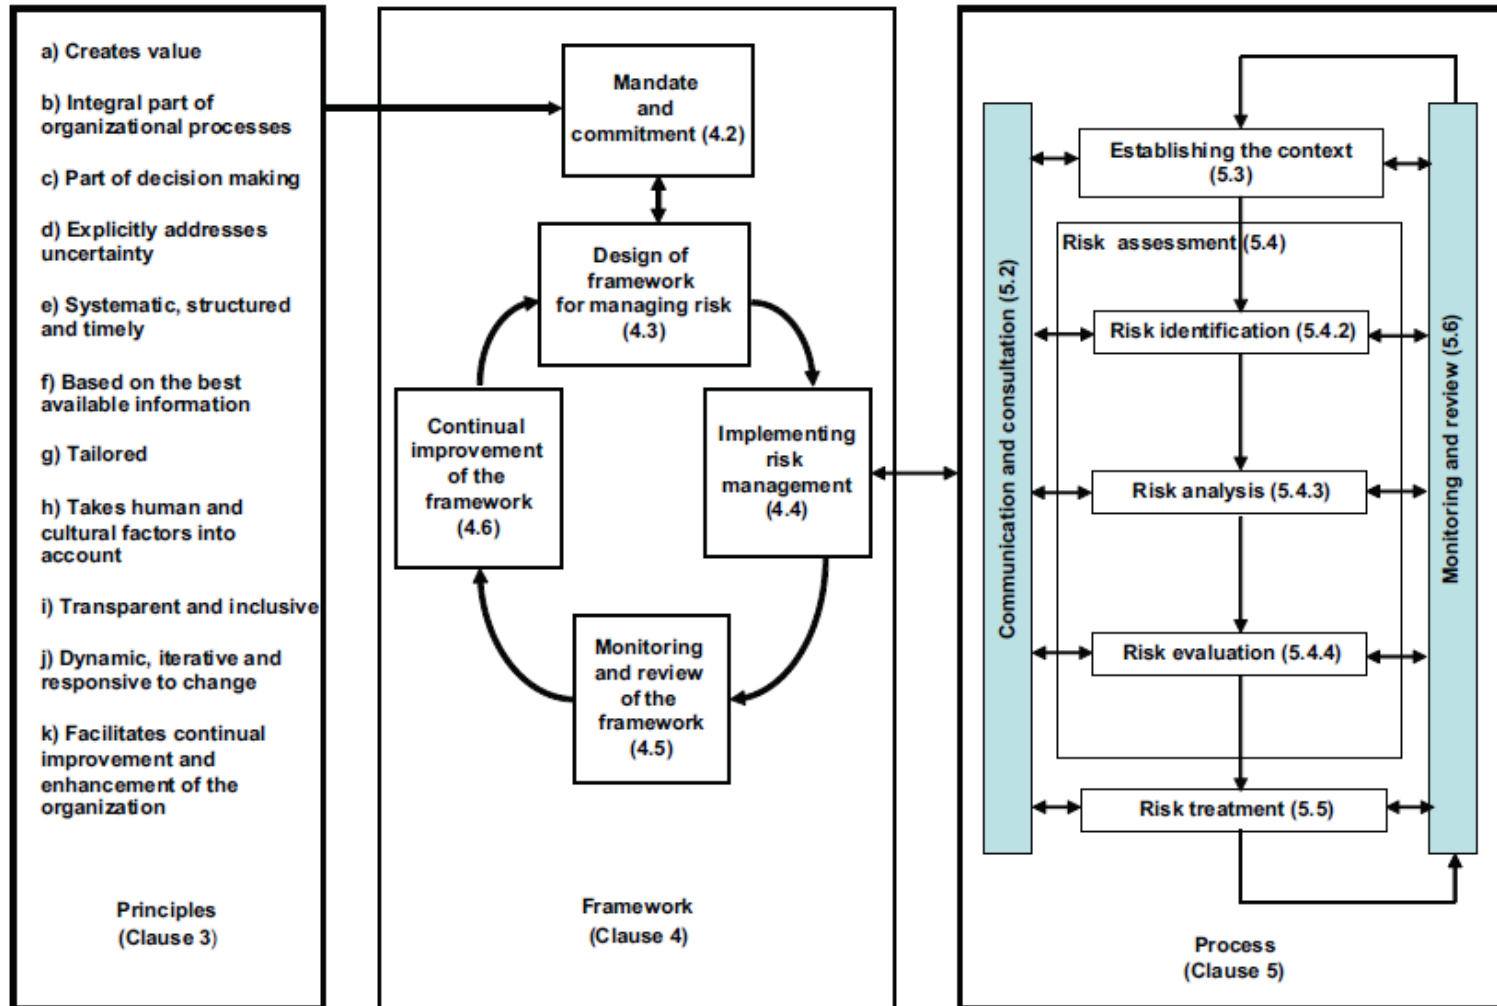 a) Creates value
b) Integral part of
organizational processes
c) Part of decision making
d) Explicitly addresses
uncertainty
e) Systematic, structured
and timely
f) Based on the best
available information
g) Tailored
h) Takes human and
cultural factors into
account
i) Transparent and inclusive
j) Dynamic, iterative and
responsive to change
k) Facilitates continual
improvement and
enhancement of the
organization
Principles
(Clause 3)
Mandate
and
commitment (4.2)
Design of
framework
for managing risk
(4.3)
Continual
improvement
of the
framework
(4.6)
Implementing
risk
management
(4.4)
Monitoring
and review
of the
framework
(4.5)
Framework
(Clause 4)
Communication and consultation (5.2)
Establishing the context
(5.3)
Risk assessment (5.4)
Risk identification (5.4.2)
Risk analysis (5.4.3)
Risk evaluation (5.4.4)
Risk treatment (5.5)
Monitoring and review (5.6)
Process
(Clause 5)